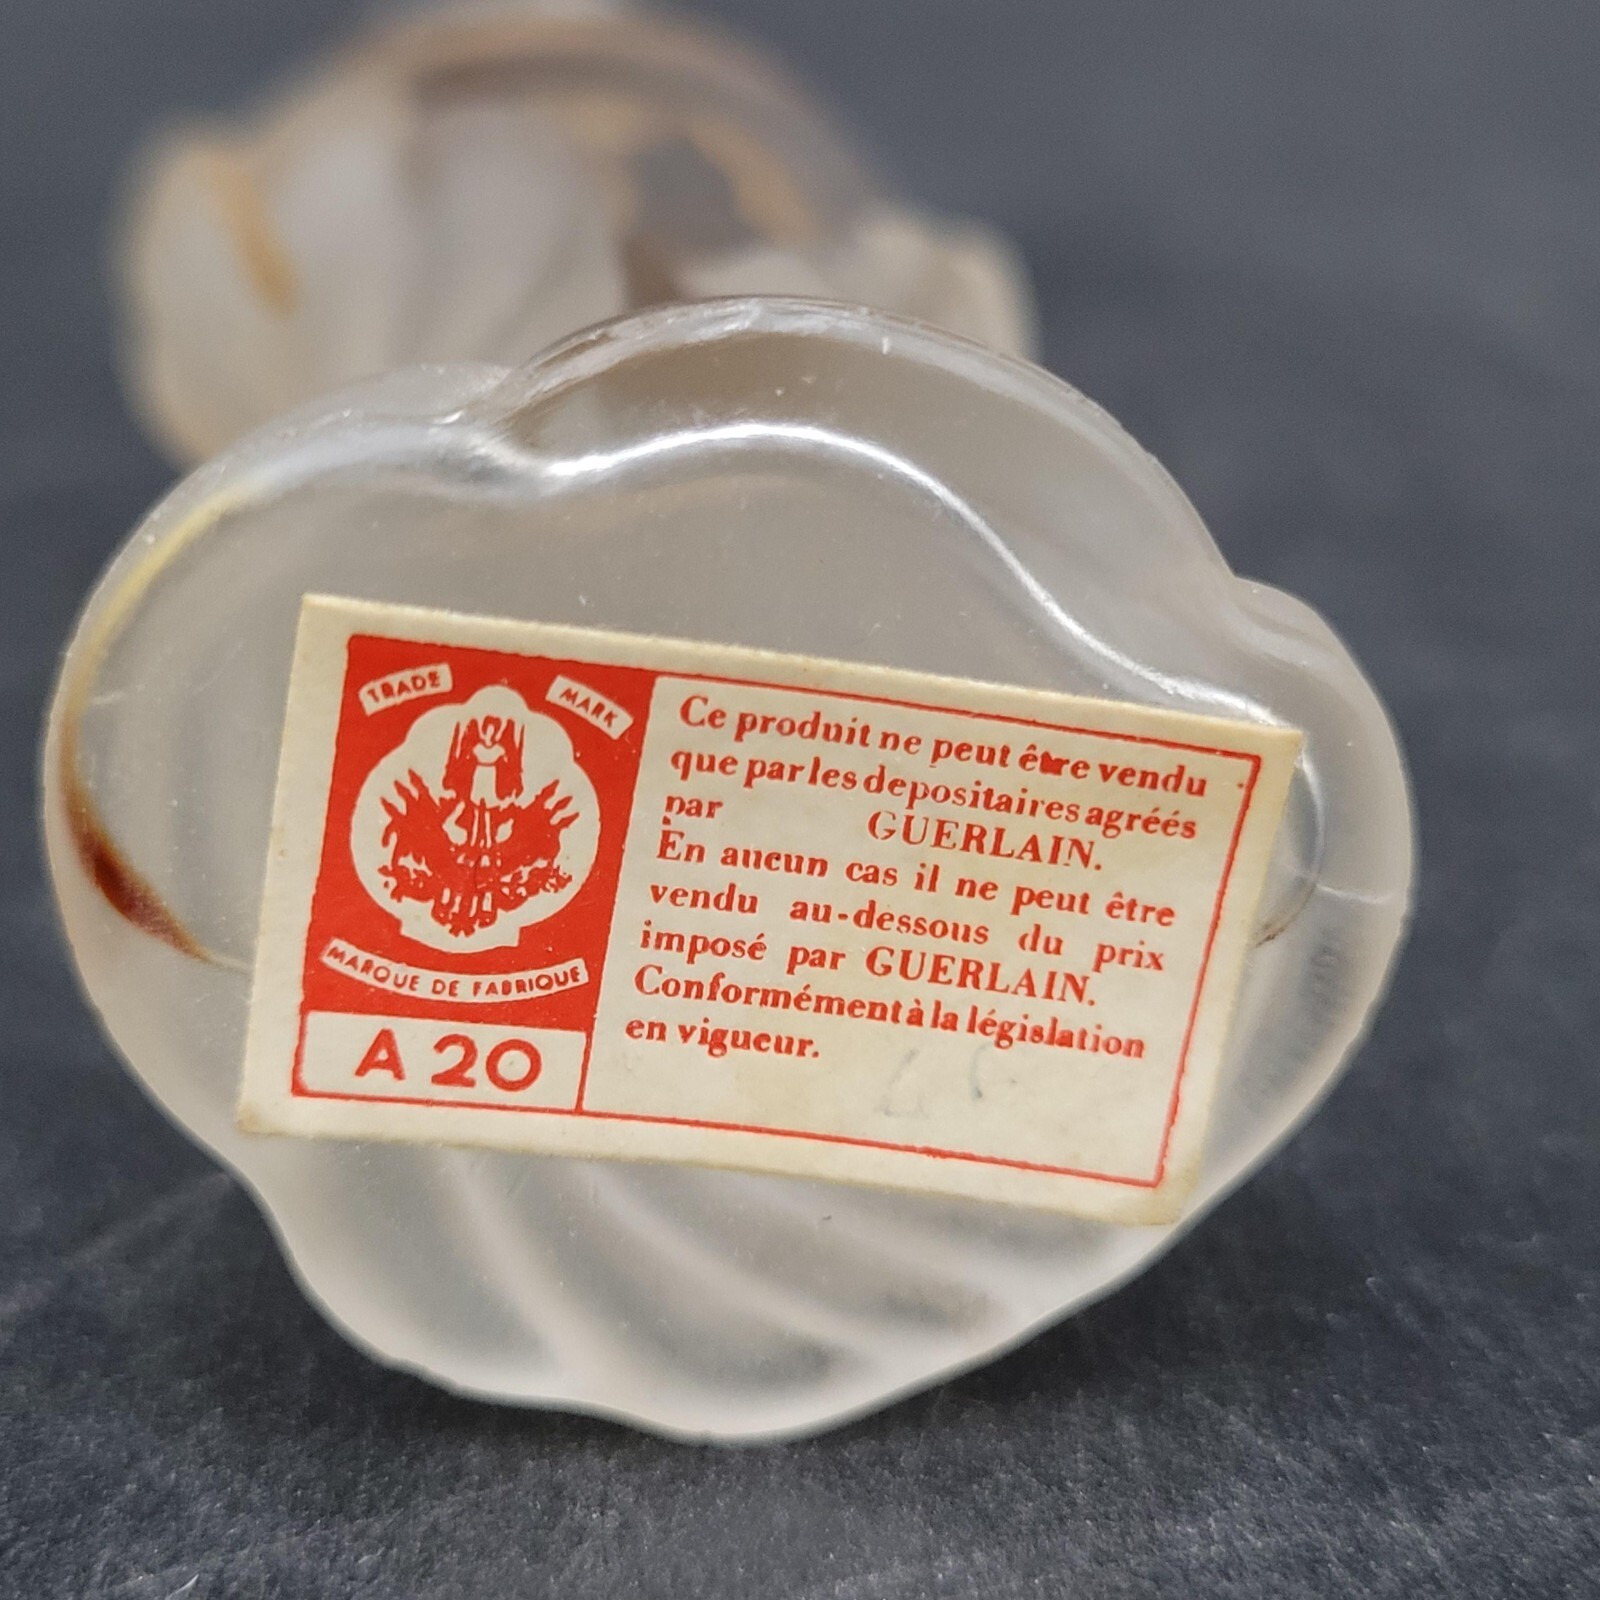 TRADE MARK
MARQUE DE FABRIQUE
A 20
Ce produit ne peut être vendu
que par les depositaires agréés
par GUERLAIN.
En aucun cas il ne peut être
vendu au-dessous du prix
imposé par GUERLAIN.
Conformément à la législation
en vigueur.